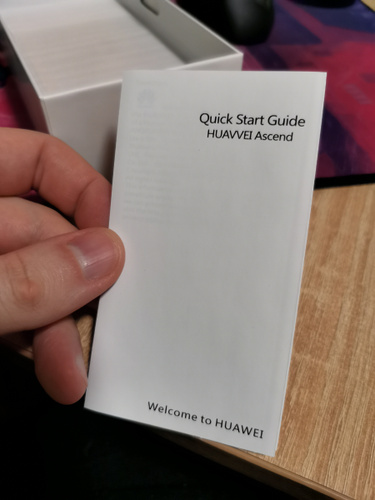 Quick Start Guide
HUAVVEI Ascend
Welcome to HUAWEI